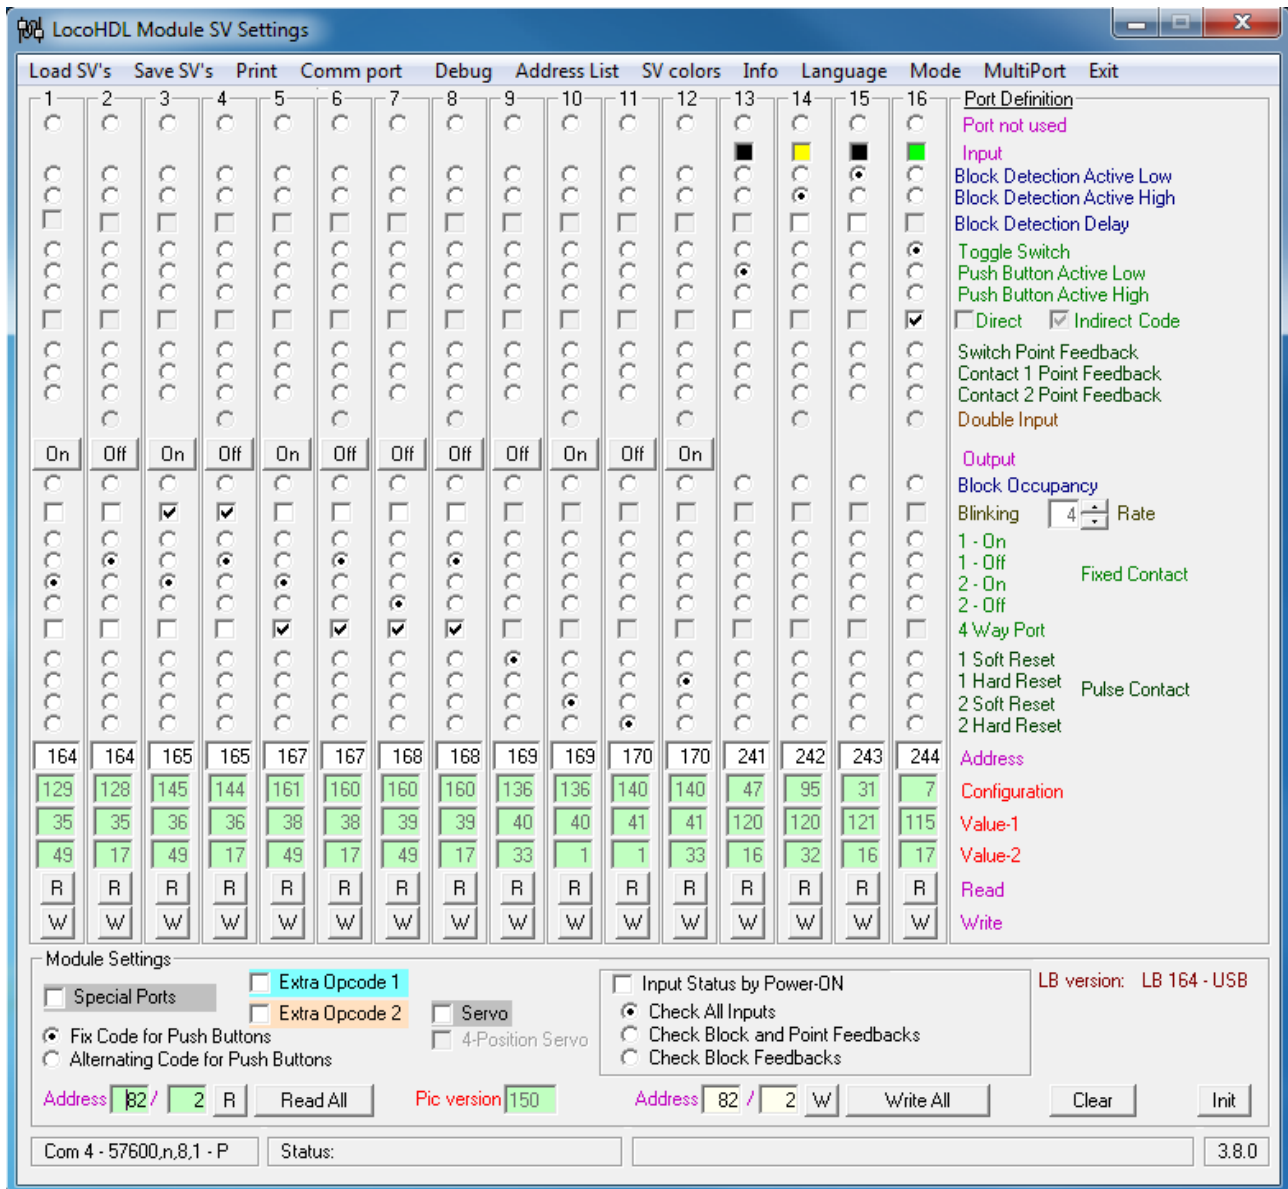 LocoHDL Module SV Settings
Load SV's Save SV's Print Comm port Debug Address List SV colors Info Language Mode MultiPort Exit
1 2 3 4 5 6 7 8 9 10 11 12 13 14 15 16 Port Definition
Port not used
Input
Block Detection Active Low
Block Detection Active High
Block Detection Delay
Toggle Switch
Push Button Active Low
Push Button Active High
Direct Indirect Code
Switch Point Feedback
Contact 1 Point Feedback
Contact 2 Point Feedback
Double Input
On Off On Off On Off Off Off Off On Off On
Output
Block Occupancy
Blinking 4 Rate
1 - On
1 - Off
Fixed Contact
2 - On
2 - Off
4 Way Port
1 Soft Reset
1 Hard Reset
Pulse Contact
2 Soft Reset
2 Hard Reset
164 164 165 165 167 167 168 168 169 169 170 170 241 242 243 244 Address
129 128 145 144 161 160 160 160 136 136 140 140 47 95 31 7 Configuration
35 35 36 36 38 38 39 39 40 40 41 41 120 120 121 115 Value-1
49 17 49 17 49 17 49 17 33 1 1 33 16 32 16 17 Value-2
R R R R R R R R R R R R R R R R Read
W W W W W W W W W W W W W W W W Write
Module Settings
Special Ports
Extra Opcode 1
Extra Opcode 2
Servo
4-Position Servo
Fix Code for Push Buttons
Alternating Code for Push Buttons
Input Status by Power-ON
Check All Inputs
Check Block and Point Feedbacks
Check Block Feedbacks
LB version: LB 164 - USB
Address 82 / 2 R Read All Pic version 150 Address 82 / 2 W Write All Clear Init
Com 4 - 57600,n,8,1 - P Status: 3.8.0